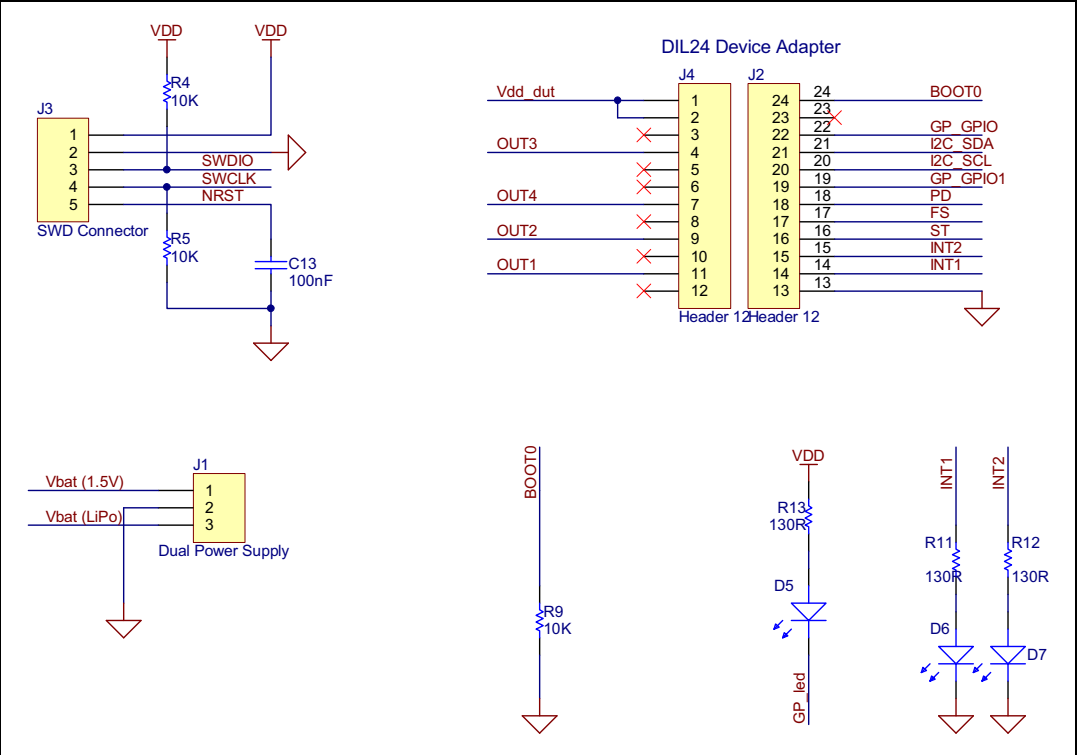 VDD
VDD
R4
10K
J3
1
2
3
4
5
SWDIO
SWCLK
NRST
SWD Connector
R5
10K
C13
100nF
DIL24 Device Adapter
J4
J2
Vdd_dut
OUT3
OUT4
OUT2
OUT1
1
2
3
4
5
6
7
8
9
10
11
12
Header 12
24
23
22
21
20
19
18
17
16
15
14
13
Header 12
24
23
22
21
20
19
18
17
16
15
14
13
BOOT0
GP_GPIO
I2C_SDA
I2C_SCL
GP_GPIO1
PD
FS
ST
INT2
INT1
J1
Vbat (1.5V)
Vbat (LiPo)
1
2
3
Dual Power Supply
BOOT0
R9
10K
VDD
R13
130R
D5
GP_led
INT1
INT2
R11
130R
R12
130R
D6
D7